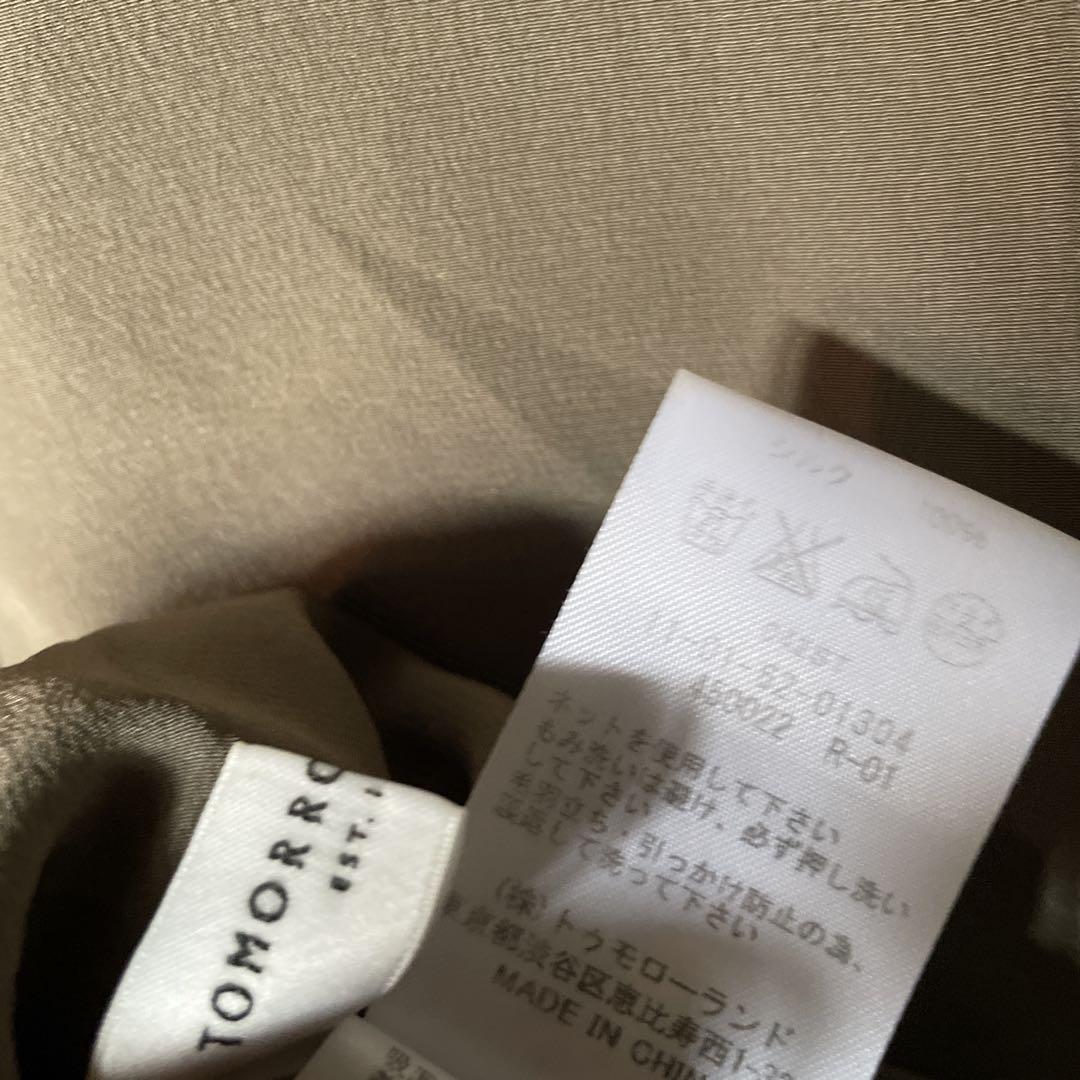 シルク 100%
11-01-52-01304
480022 R-01
ネットを使用して下さい
もみ洗いは避け、必ず押し洗い
して下さい
毛羽立ち・引っかけ防止の為、
裏返して洗って下さい
(株)トゥモローランド
東京都渋谷区恵比寿西1-
MADE IN CHIN
TOMORRO
EST. 1
吸